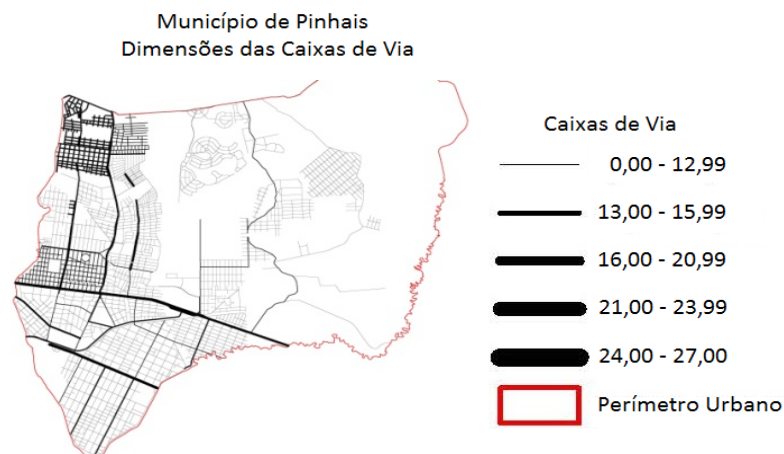 Município de Pinhais
Dimensões das Caixas de Via
Caixas de Via
0,00 - 12,99
13,00 - 15,99
16,00 - 20,99
21,00 - 23,99
24,00 - 27,00
Perímetro Urbano